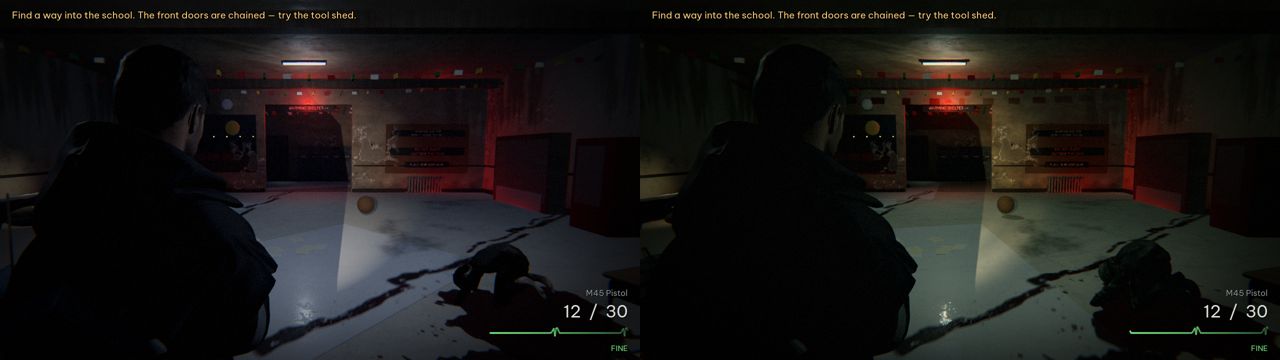 Find a way into the school. The front doors are chained — try the tool shed.
Find a way into the school. The front doors are chained — try the tool shed.
M45 Pistol
12 / 30
FINE
M45 Pistol
12 / 30
FINE